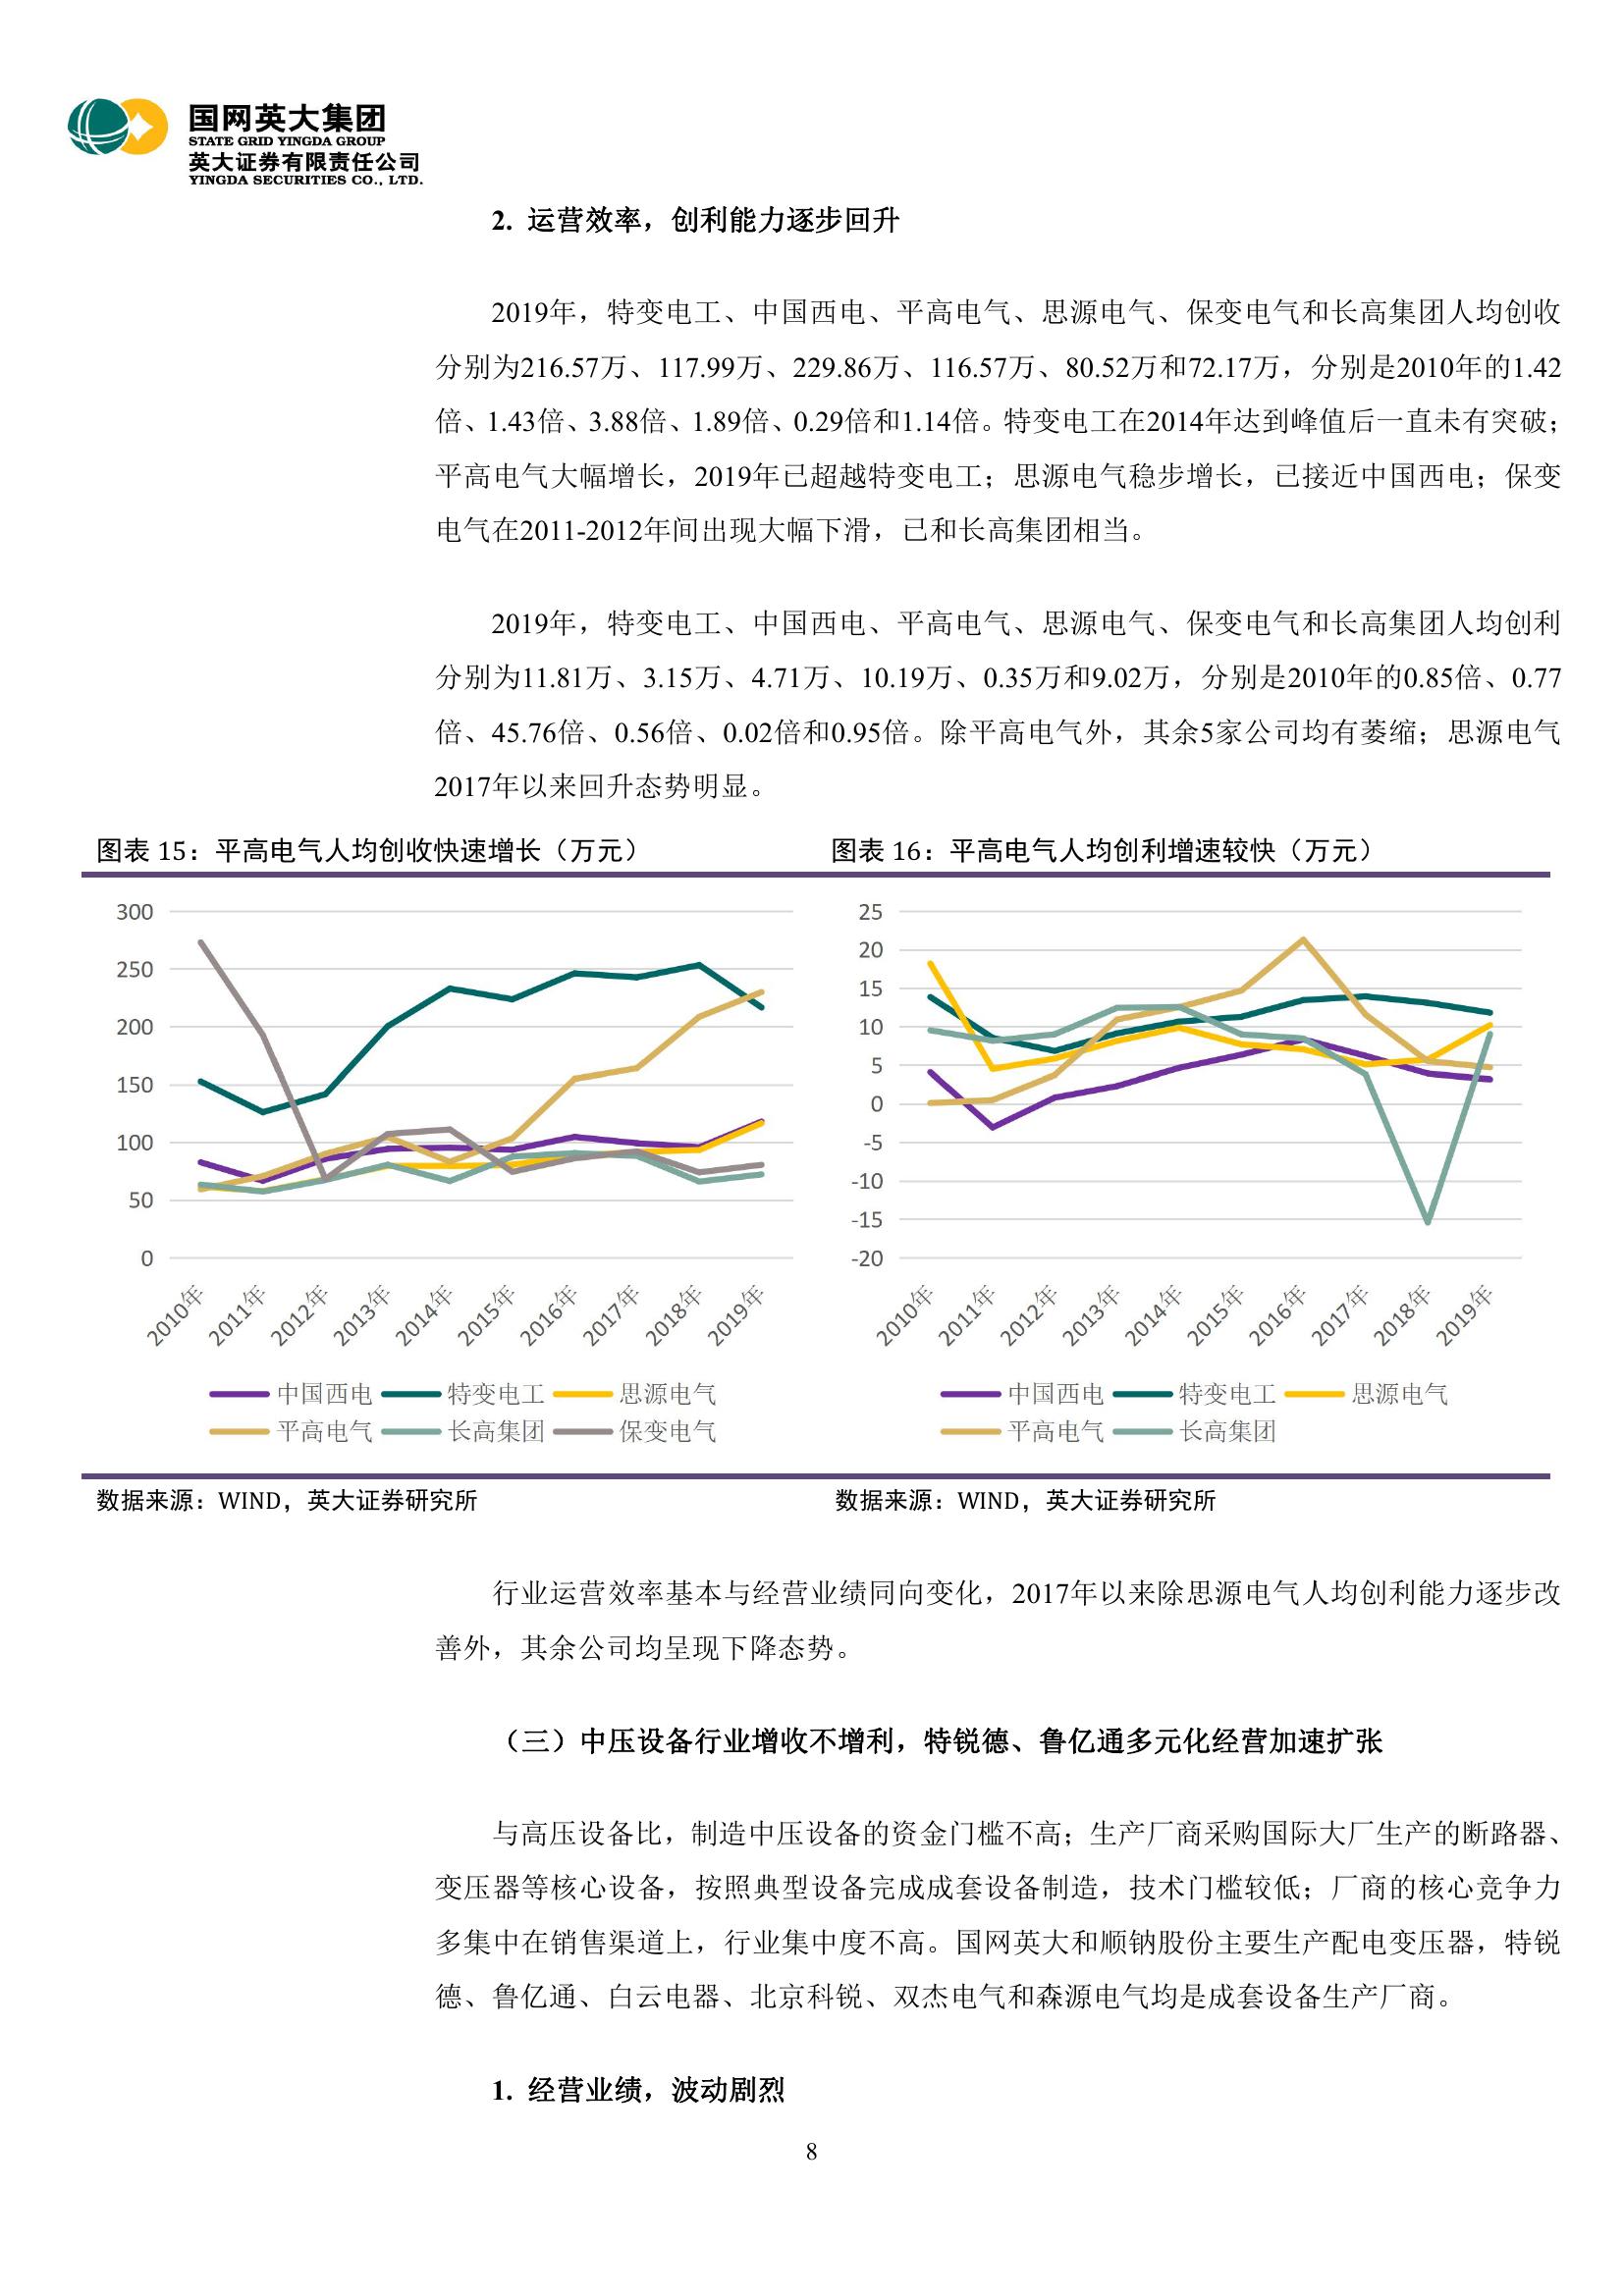 国网英大集团
STATE GRID YINGDA GROUP
英大证券有限责任公司
YINGDA SECURITIES CO., LTD.
2. 运营效率，创利能力逐步回升
2019年，特变电工、中国西电、平高电气、思源电气、保变电气和长高集团人均创收
分别为216.57万、117.99万、229.86万、116.57万、80.52万和72.17万，分别是2010年的1.42
倍、1.43倍、3.88倍、1.89倍、0.29倍和1.14倍。特变电工在2014年达到峰值后一直未有突破；
平高电气大幅增长，2019年已超越特变电工；思源电气稳步增长，已接近中国西电；保变
电气在2011-2012年间出现大幅下滑，已和长高集团相当。
2019年，特变电工、中国西电、平高电气、思源电气、保变电气和长高集团人均创利
分别为11.81万、3.15万、4.71万、10.19万、0.35万和9.02万，分别是2010年的0.85倍、0.77
倍、45.76倍、0.56倍、0.02倍和0.95倍。除平高电气外，其余5家公司均有萎缩；思源电气
2017年以来回升态势明显。
图表 15：平高电气人均创收快速增长（万元）
300
250
200
150
100
50
0
2010年 2011年 2012年 2013年 2014年 2015年 2016年 2017年 2018年 2019年
中国西电 特变电工 思源电气
平高电气 长高集团 保变电气
数据来源：WIND，英大证券研究所
图表 16：平高电气人均创利增速较快（万元）
25
20
15
10
5
0
-5
-10
-15
-20
2010年 2011年 2012年 2013年 2014年 2015年 2016年 2017年 2018年 2019年
中国西电 特变电工 思源电气
平高电气 长高集团
数据来源：WIND，英大证券研究所
行业运营效率基本与经营业绩同向变化，2017年以来除思源电气人均创利能力逐步改
善外，其余公司均呈现下降态势。
（三）中压设备行业增收不增利，特锐德、鲁亿通多元化经营加速扩张
与高压设备比，制造中压设备的资金门槛不高；生产厂商采购国际大厂生产的断路器、
变压器等核心设备，按照典型设备完成成套设备制造，技术门槛较低；厂商的核心竞争力
多集中在销售渠道上，行业集中度不高。国网英大和顺钠股份主要生产配电变压器，特锐
德、鲁亿通、白云电器、北京科锐、双杰电气和森源电气均是成套设备生产厂商。
1. 经营业绩，波动剧烈
8